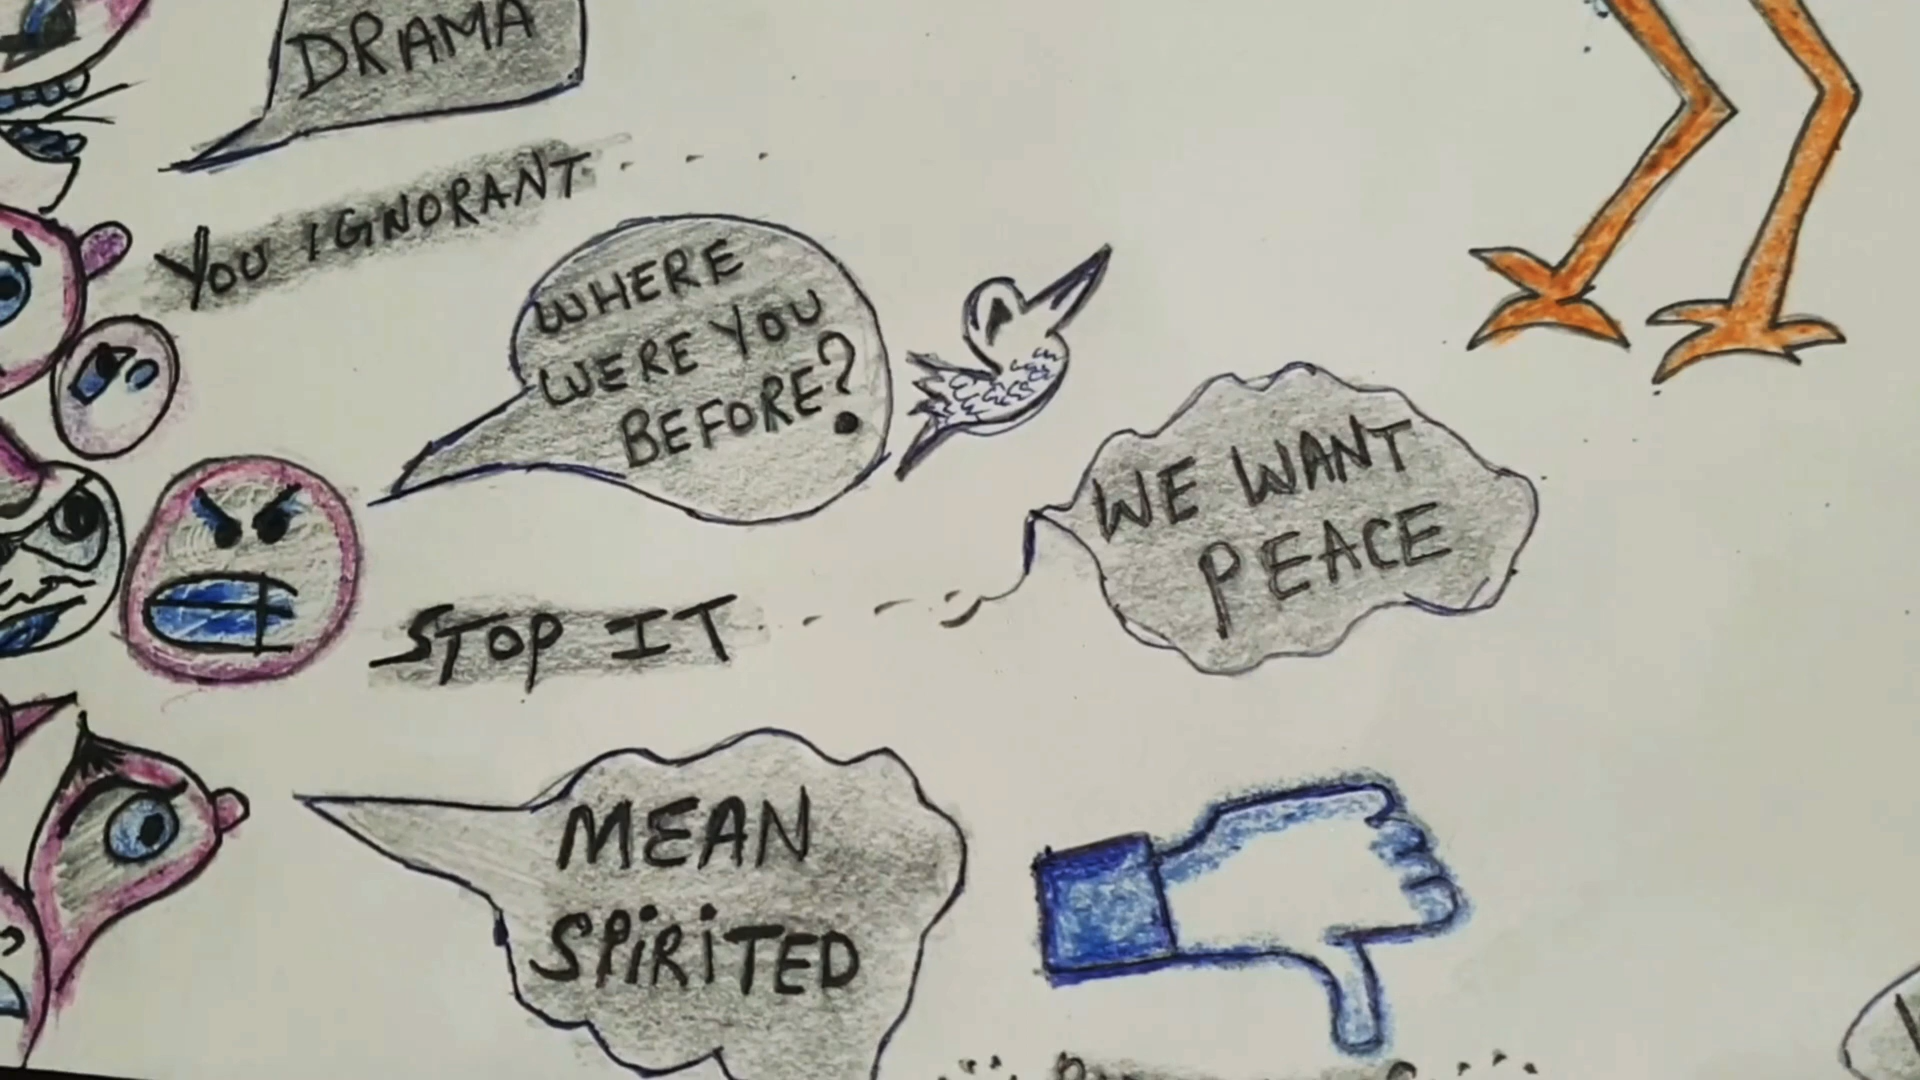 DRAMA
YOU IGNORANT
WHERE
WERE YOU
BEFORE?
WE WANT
PEACE
STOP IT
MEAN
SPIRITED